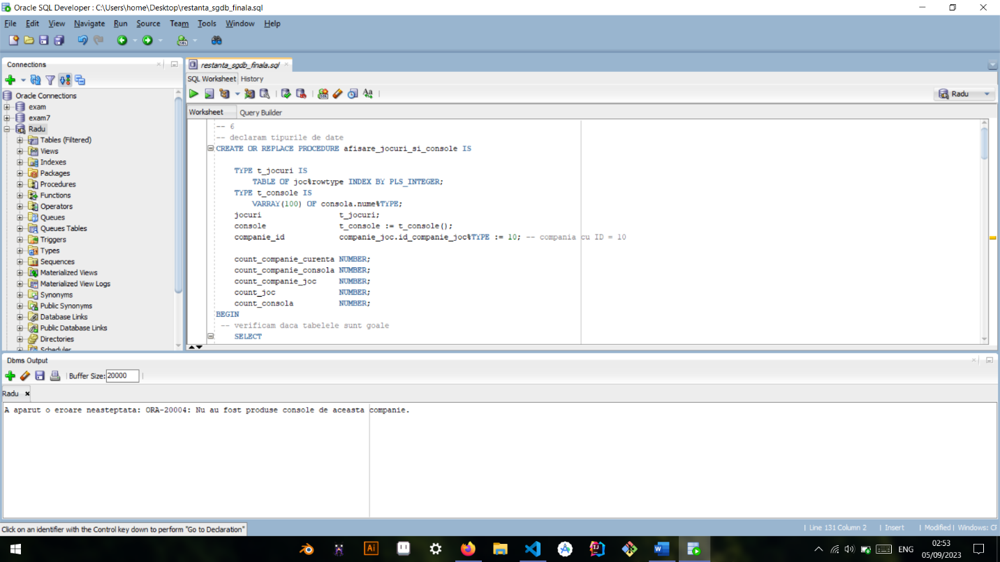 Oracle SQL Developer : C:\Users\home\Desktop\restanta_sgdb_finala.sql
File Edit View Navigate Run Source Team Tools Window Help
Connections
Oracle Connections
exam
exam7
Radu
Tables (Filtered)
Views
Indexes
Packages
Procedures
Functions
Operators
Queues
Queues Tables
Triggers
Types
Sequences
Materialized Views
Materialized View Logs
Synonyms
Public Synonyms
Database Links
Public Database Links
Directories
Scheduler
restanta_sgdb_finala.sql
SQL Worksheet History
Radu
Worksheet Query Builder
-- 6
-- declaram tipurile de date
CREATE OR REPLACE PROCEDURE afisare_jocuri_si_console IS
TYPE t_jocuri IS
TABLE OF joc%rowtype INDEX BY PLS_INTEGER;
TYPE t_console IS
VARRAY(100) OF consola.nume%TYPE;
jocuri t_jocuri;
console t_console := t_console();
companie_id companie_joc.id_companie_joc%TYPE := 10; -- compania cu ID = 10
count_companie_curenta NUMBER;
count_companie_consola NUMBER;
count_companie_joc NUMBER;
count_joc NUMBER;
count_consola NUMBER;
BEGIN
-- verificam daca tabelele sunt goale
SELECT
Dbms Output
Buffer Size: 20000
Radu
A aparut o eroare neasteptata: ORA-20004: Nu au fost produse console de aceasta companie.
Click on an identifier with the Control key down to perform "Go to Declaration"
Line 131 Column 2 Insert Modified Windows: CR
ENG
02:53
05/09/2023